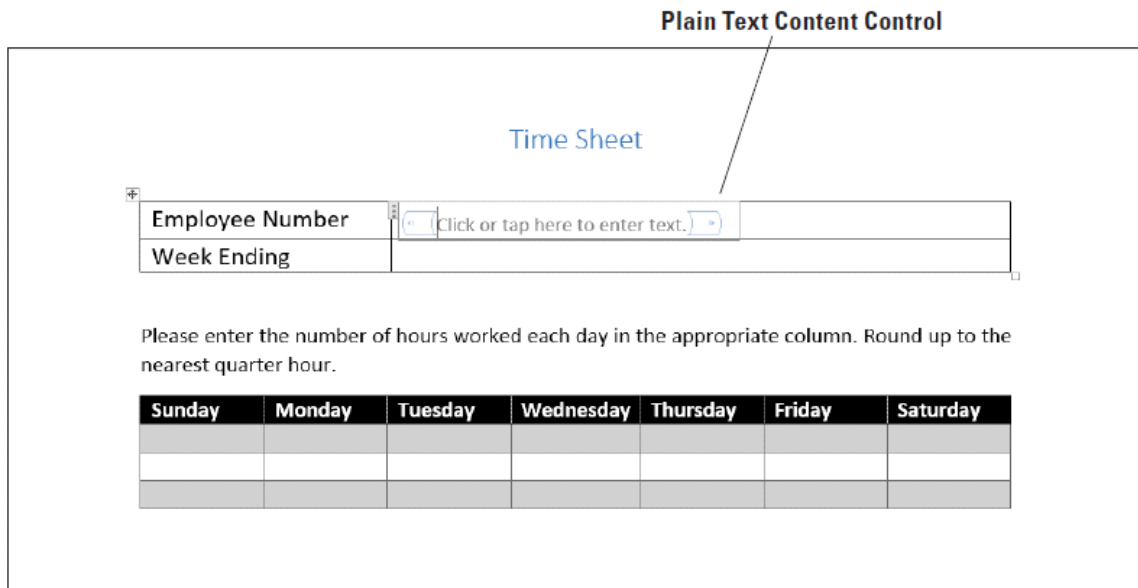 Plain Text Content Control
Time Sheet
Employee Number Click or tap here to enter text.
Week Ending
Please enter the number of hours worked each day in the appropriate column. Round up to the
nearest quarter hour.
Sunday Monday Tuesday Wednesday Thursday Friday Saturday